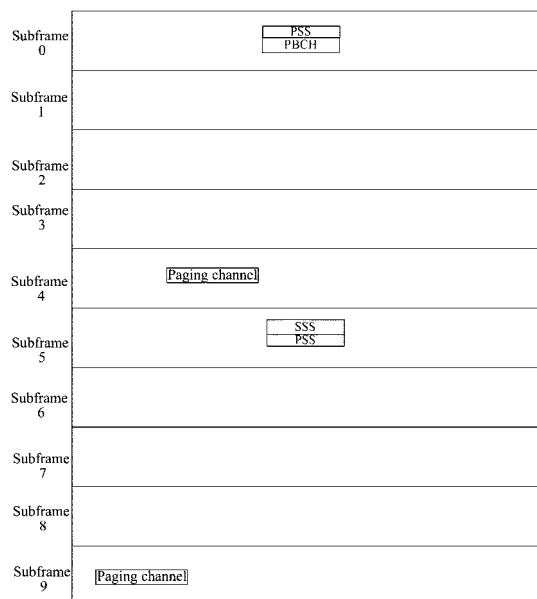 Subframe
0
PSS
PBCH
Subframe
1
Subframe
2
Subframe
3
Subframe
4
Paging channel
Subframe
5
SSS
PSS
Subframe
6
Subframe
7
Subframe
8
Subframe
9
Paging channel